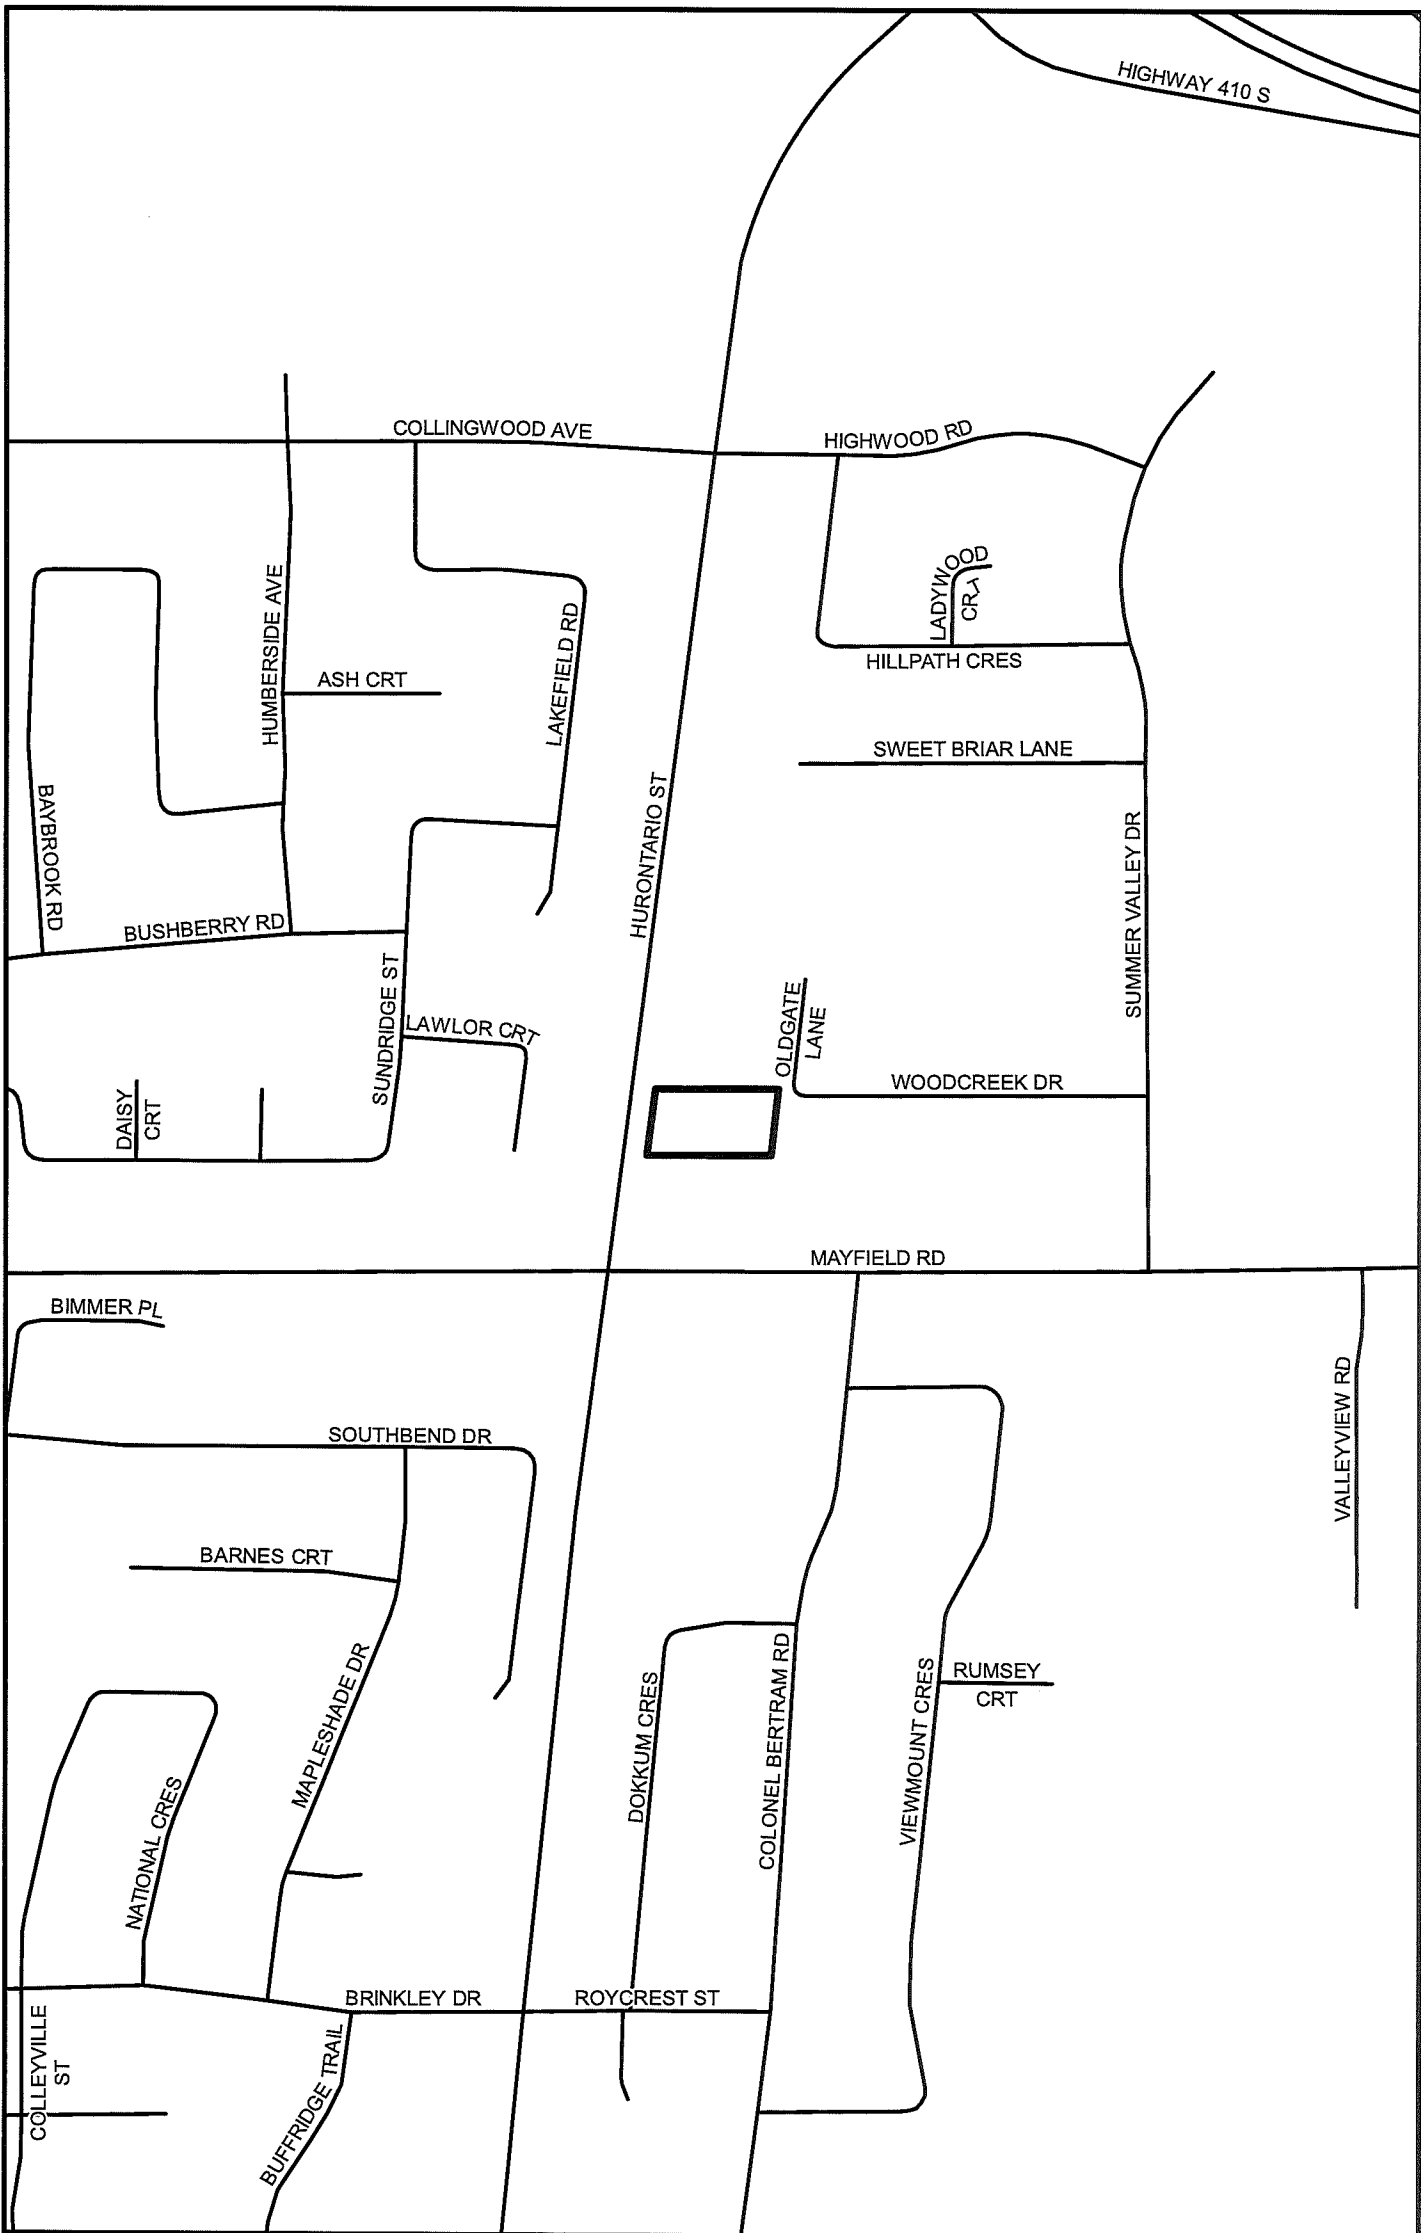 HIGHWAY 410 S
COLLINGWOOD AVE
HIGHWOOD RD
LADYWOOD
CRT
HUMBERSIDE AVE
LAKEFIELD RD
HILLPATH CRES
ASH CRT
SWEET BRIAR LANE
HURONTARIO ST
BAYBROOK RD
SUMMER VALLEY DR
BUSHBERRY RD
SUNDRIDGE ST
LAWLOR CRT
OLDGATE
LANE
WOODCREEK DR
DAISY
CRT
MAYFIELD RD
BIMMER PL
VALLEYVIEW RD
SOUTHBEND DR
BARNES CRT
MAPLESHADE DR
DOKKUM CRES
COLONEL BERTRAM RD
VIEWMOUNT CRES
RUMSEY
CRT
NATIONAL CRES
BRINKLEY DR
ROYCREST ST
COLLEYVILLE
ST
BUFFRIDGE TRAIL